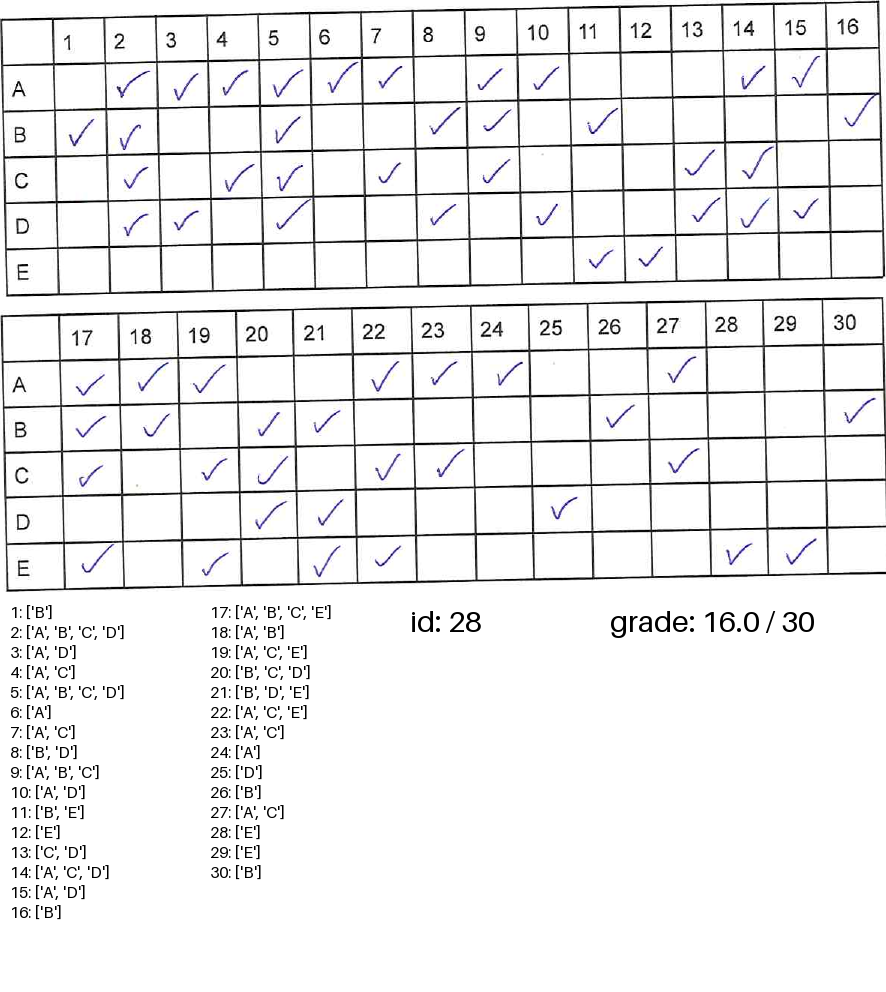 1 2 3 4 5 6 7 8 9 10 11 12 13 14 15 16
A
B
C
D
E
17 18 19 20 21 22 23 24 25 26 27 28 29 30
A
B
C
D
E
1: ['B']
2: ['A', 'B', 'C', 'D']
3: ['A', 'D']
4: ['A', 'C']
5: ['A', 'B', 'C', 'D']
6: ['A']
7: ['A', 'C']
8: ['B', 'D']
9: ['A', 'B', 'C']
10: ['A', 'D']
11: ['B', 'E']
12: ['E']
13: ['C', 'D']
14: ['A', 'C', 'D']
15: ['A', 'D']
16: ['B']
17: ['A', 'B', 'C', 'E']
18: ['A', 'B']
19: ['A', 'C', 'E']
20: ['B', 'C', 'D']
21: ['B', 'D', 'E']
22: ['A', 'C', 'E']
23: ['A', 'C']
24: ['A']
25: ['D']
26: ['B']
27: ['A', 'C']
28: ['E']
29: ['E']
30: ['B']
id: 28
grade: 16.0 / 30